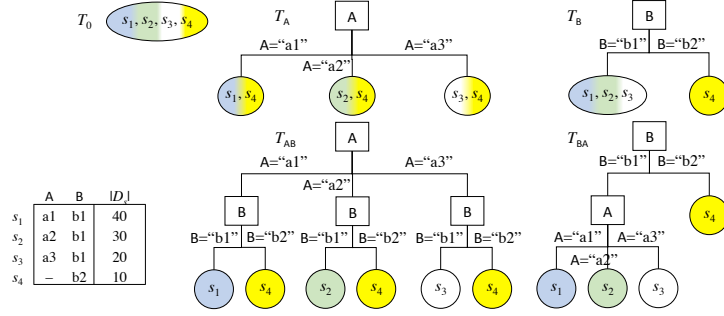 T0 s1, s2, s3, s4
TA A
A=“a1” A=“a3”
A=“a2”
s1, s4 s2, s4 s3, s4
TB B
B=“b1” B=“b2”
s1, s2, s3 s4
TAB A
A=“a1” A=“a3”
A=“a2”
B B B
B=“b1” B=“b2” B=“b1” B=“b2” B=“b1” B=“b2”
s1 s4 s2 s4 s3 s4
TBA B
B=“b1” B=“b2”
A s4
A=“a1” A=“a3”
A=“a2”
s1 s2 s3
A B |Ds|
s1 a1 b1 40
s2 a2 b1 30
s3 a3 b1 20
s4 – b2 10